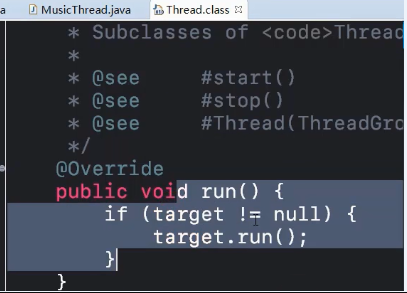 a MusicThread.java Thread.class
* Subclasses of <code>Thread
*
* @see #start()
* @see #stop()
* @see #Thread(ThreadGro
*/
@Override
public void run() {
if (target != null) {
target.run();
}
}